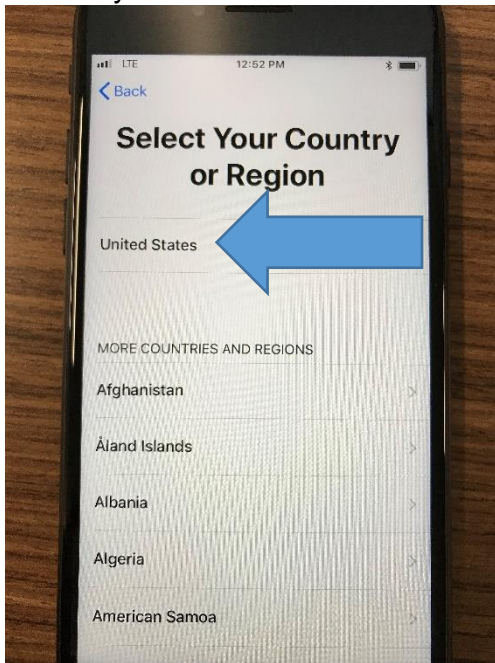 LTE 12:52 PM
Back
Select Your Country
or Region
United States
MORE COUNTRIES AND REGIONS
Afghanistan
Åland Islands
Albania
Algeria
American Samoa